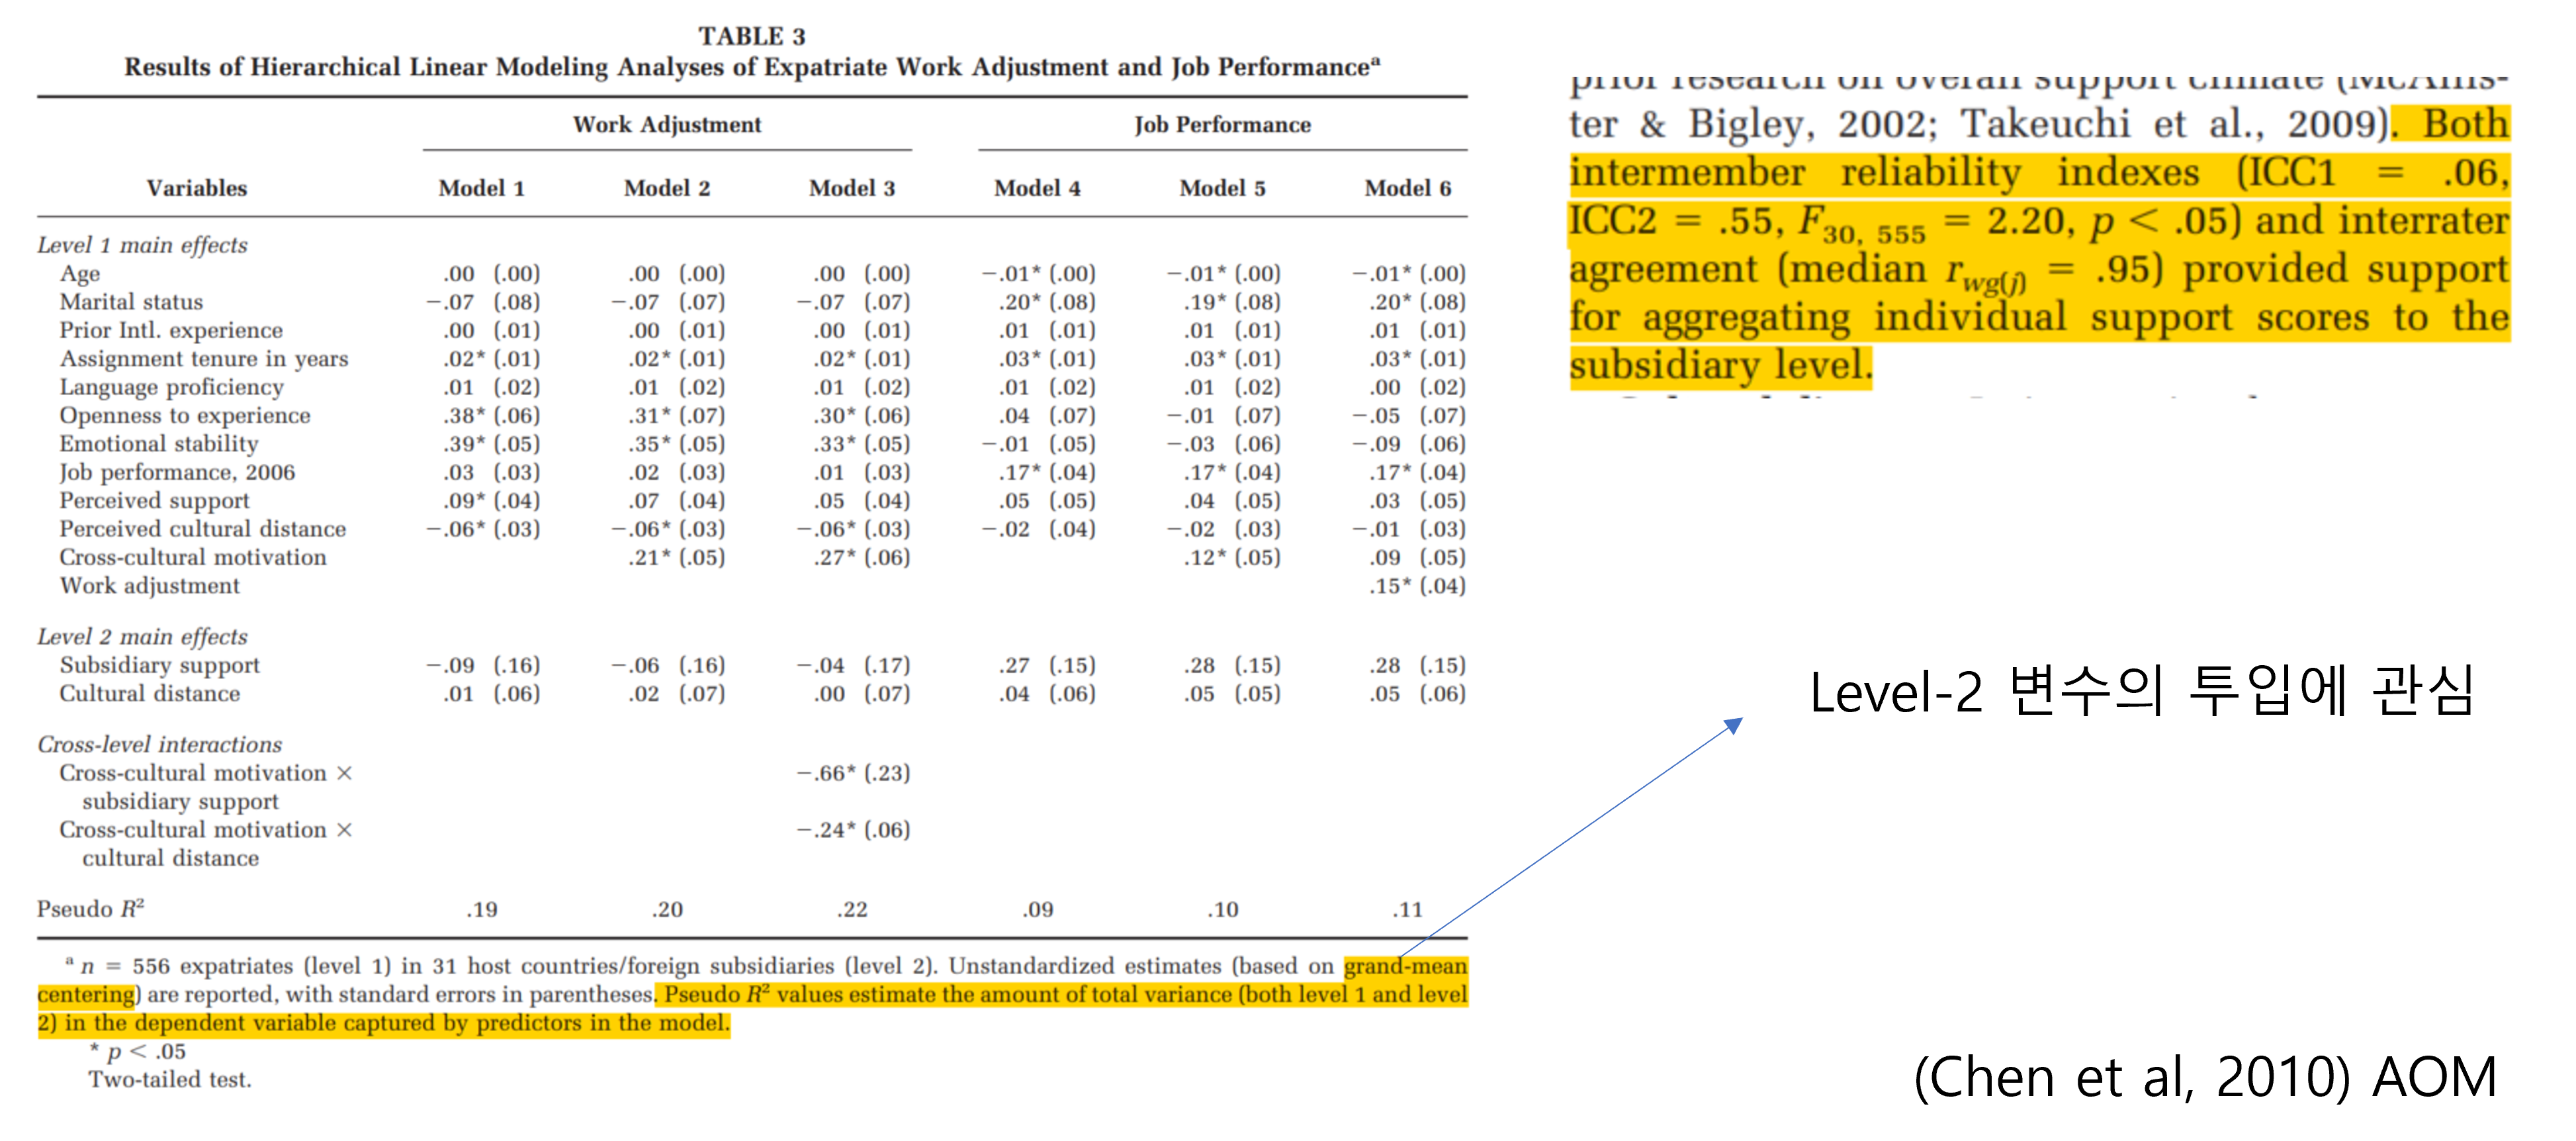 TABLE 3
Results of Hierarchical Linear Modeling Analyses of Expatriate Work Adjustment and Job Performanceᵃ
Work Adjustment Job Performance
Variables Model 1 Model 2 Model 3 Model 4 Model 5 Model 6
Level 1 main effects
Age .00 (.00) .00 (.00) .00 (.00) −.01* (.00) −.01* (.00) −.01* (.00)
Marital status −.07 (.08) −.07 (.07) −.07 (.07) .20* (.08) .19* (.08) .20* (.08)
Prior Intl. experience .00 (.01) .00 (.01) .00 (.01) .01 (.01) .01 (.01) .01 (.01)
Assignment tenure in years .02* (.01) .02* (.01) .02* (.01) .03* (.01) .03* (.01) .03* (.01)
Language proficiency .01 (.02) .01 (.02) .01 (.02) .01 (.02) .01 (.02) .00 (.02)
Openness to experience .38* (.06) .31* (.07) .30* (.06) .04 (.07) −.01 (.07) −.05 (.07)
Emotional stability .39* (.05) .35* (.05) .33* (.05) −.01 (.05) −.03 (.06) −.09 (.06)
Job performance, 2006 .03 (.03) .02 (.03) .01 (.03) .17* (.04) .17* (.04) .17* (.04)
Perceived support .09* (.04) .07 (.04) .05 (.04) .05 (.05) .04 (.05) .03 (.05)
Perceived cultural distance −.06* (.03) −.06* (.03) −.06* (.03) −.02 (.04) −.02 (.03) −.01 (.03)
Cross-cultural motivation .21* (.05) .27* (.06) .12* (.05) .09 (.05)
Work adjustment .15* (.04)
Level 2 main effects
Subsidiary support −.09 (.16) −.06 (.16) −.04 (.17) .27 (.15) .28 (.15) .28 (.15)
Cultural distance .01 (.06) .02 (.07) .00 (.07) .04 (.06) .05 (.05) .05 (.06)
Cross-level interactions
Cross-cultural motivation × −.66* (.23)
subsidiary support
Cross-cultural motivation × −.24* (.06)
cultural distance
Pseudo R² .19 .20 .22 .09 .10 .11
ᵃ n = 556 expatriates (level 1) in 31 host countries/foreign subsidiaries (level 2). Unstandardized estimates (based on grand-mean
centering) are reported, with standard errors in parentheses. Pseudo R² values estimate the amount of total variance (both level 1 and level
2) in the dependent variable captured by predictors in the model.
* p < .05
Two-tailed test.
prior research on overall support climate (McAllis-
ter & Bigley, 2002; Takeuchi et al., 2009). Both
intermember reliability indexes (ICC1 = .06,
ICC2 = .55, F30, 555 = 2.20, p < .05) and interrater
agreement (median rwg(j) = .95) provided support
for aggregating individual support scores to the
subsidiary level.
Level-2 변수의 투입에 관심
(Chen et al, 2010) AOM